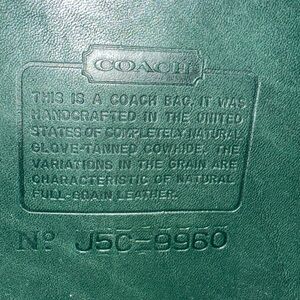 COACH
THIS IS A COACH BAG. IT WAS
HANDCRAFTED IN THE UNITED
STATES OF COMPLETELY NATURAL
GLOVE-TANNED COWHIDE. THE
VARIATIONS IN THE GRAIN ARE
CHARACTERISTIC OF NATURAL
FULL-GRAIN LEATHER.
Nº J5C-9960